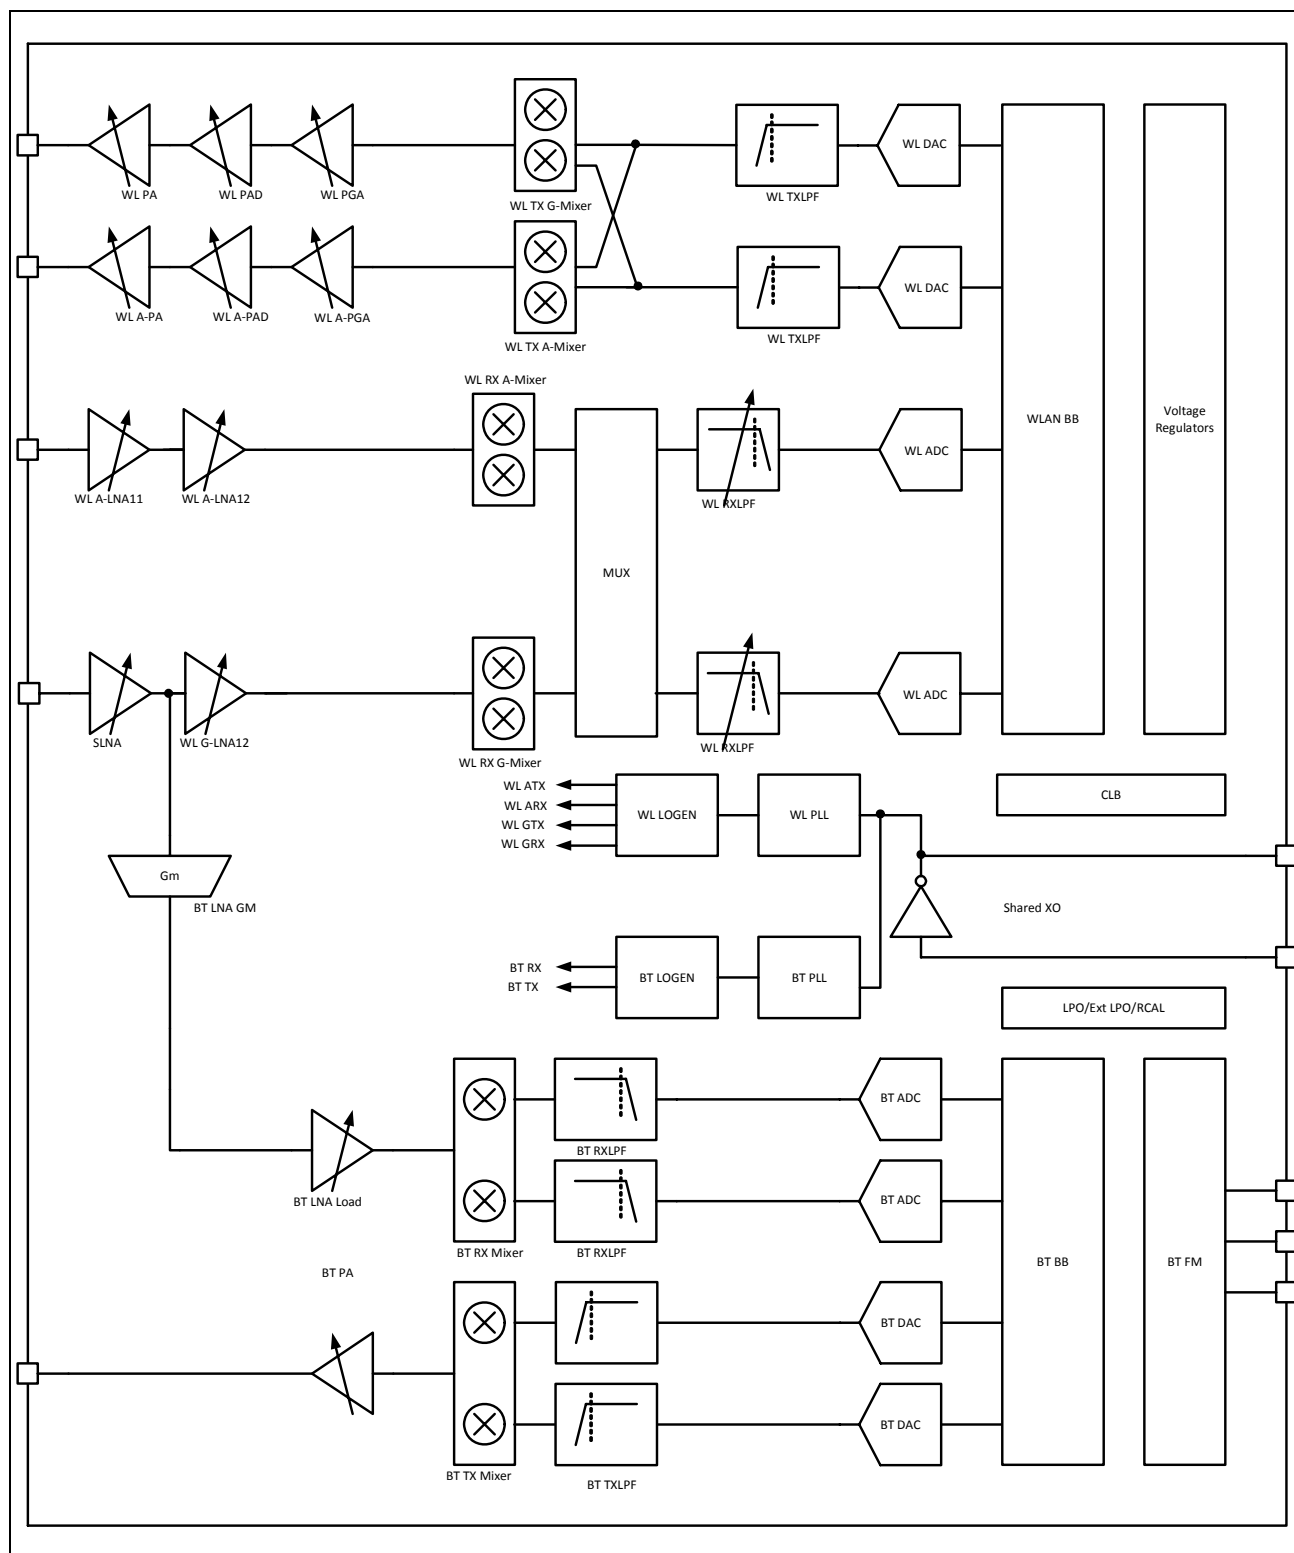 WL PA
WL PAD
WL PGA
WL TX G-Mixer
WL TXLPF
WL DAC
WL A-PA
WL A-PAD
WL A-PGA
WL TX A-Mixer
WL TXLPF
WL DAC
WLAN BB
Voltage
Regulators
WL RX A-Mixer
WL A-LNA11
WL A-LNA12
WL RXLPF
WL ADC
MUX
SLNA
WL G-LNA12
WL RX G-Mixer
WL RXLPF
WL ADC
WL ATX
WL ARX
WL GTX
WL GRX
WL LOGEN
WL PLL
CLB
Gm
BT LNA GM
Shared XO
BT RX
BT TX
BT LOGEN
BT PLL
LPO/Ext LPO/RCAL
BT LNA Load
BT RX Mixer
BT RXLPF
BT ADC
BT RXLPF
BT ADC
BT BB
BT FM
BT PA
BT DAC
BT TX Mixer
BT TXLPF
BT DAC